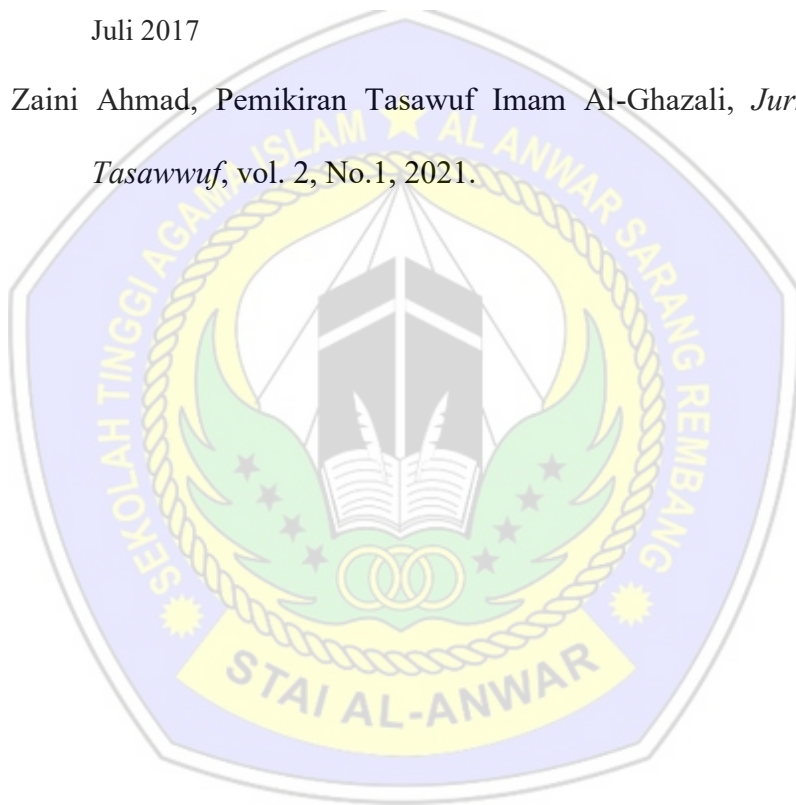 Juli 2017
Zaini Ahmad, Pemikiran Tasawuf Imam Al-Ghazali,
Tasawwuf, vol. 2, No.1, 2021.
SEKOLAH TINGGI AGAMA ISLAM AL ANWAR SARANG REMBANG
STAI AL-ANWAR